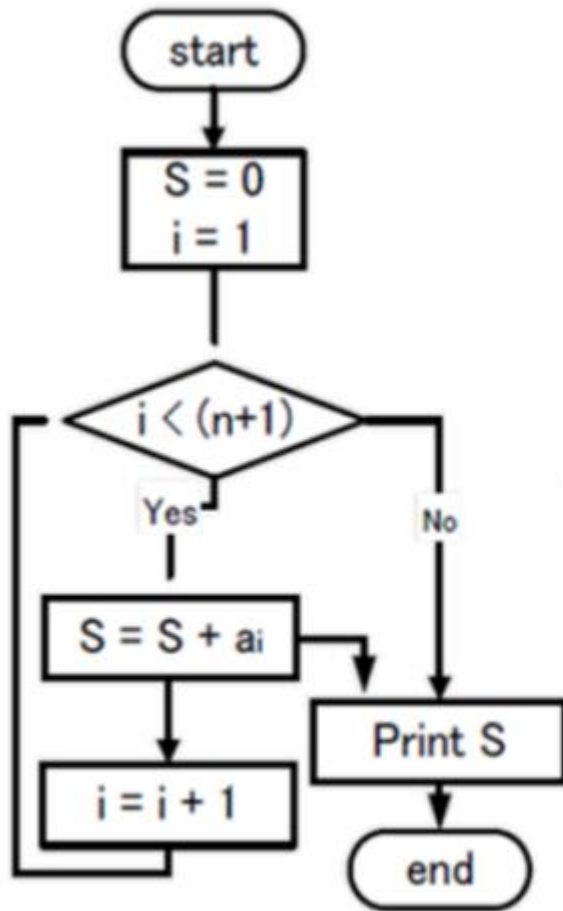 start
S = 0
i = 1
i < (n+1)
Yes
No
S = S + ai
Print S
i = i + 1
end